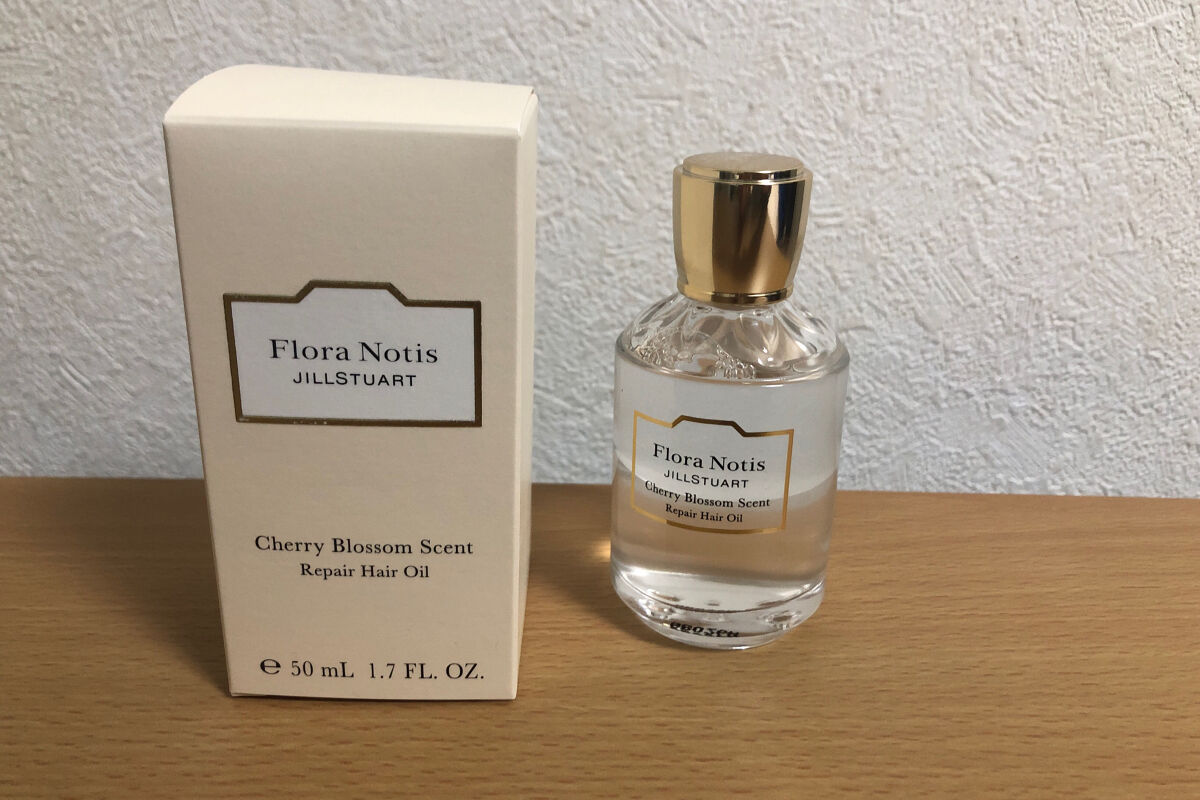 Flora Notis
JILLSTUART
Cherry Blossom Scent
Repair Hair Oil
℮ 50 mL 1.7 FL. OZ.
Flora Notis
JILLSTUART
Cherry Blossom Scent
Repair Hair Oil